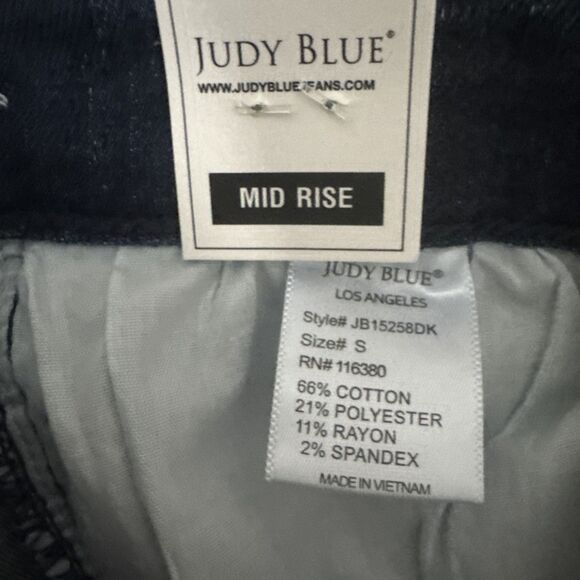 JUDY BLUE®
WWW.JUDYBLUEJEANS.COM
MID RISE
JUDY BLUE®
LOS ANGELES
Style# JB15258DK
Size# S
RN# 116380
66% COTTON
21% POLYESTER
11% RAYON
2% SPANDEX
MADE IN VIETNAM